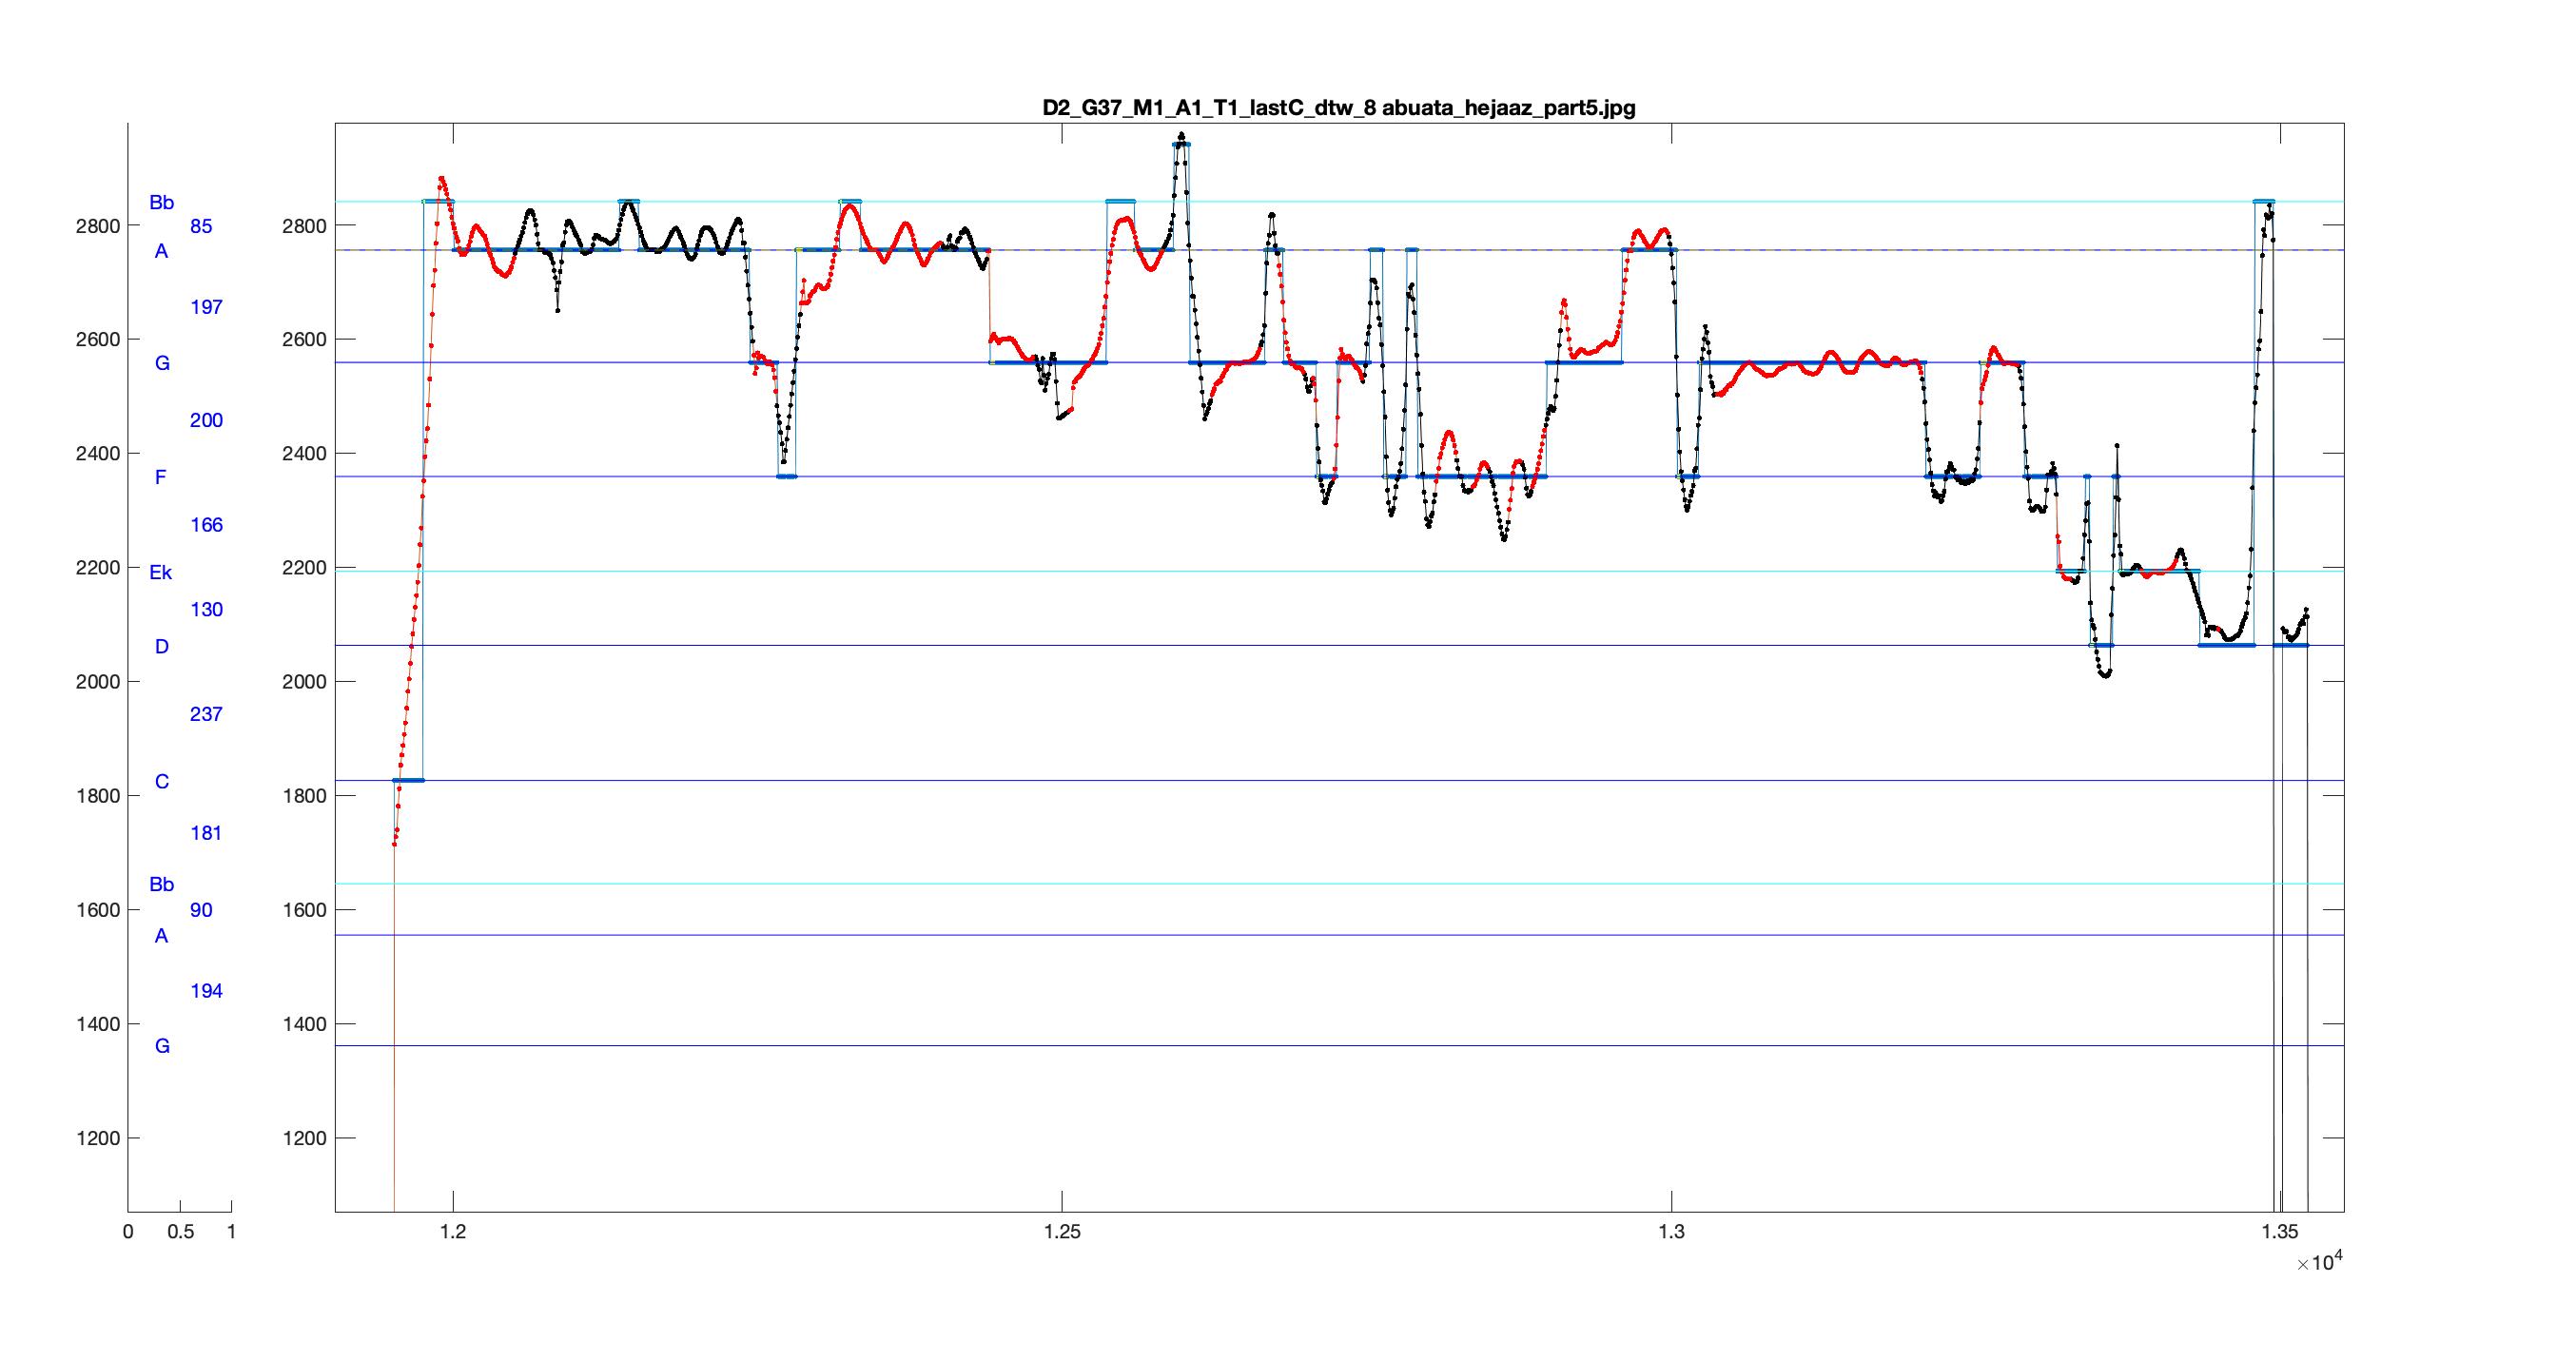 D2_G37_M1_A1_T1_lastC_dtw_8 abuata_hejaaz_part5.jpg
Bb
2800 85 2800
A
197
2600 2600
G
200
2400 2400
F
166
2200 Ek 2200
130
D
2000 2000
237
C
1800 1800
181
Bb
1600 90 1600
A
194
1400 1400
G
1200 1200
0 0.5 1 1.2 1.25 1.3 1.35
×10^4